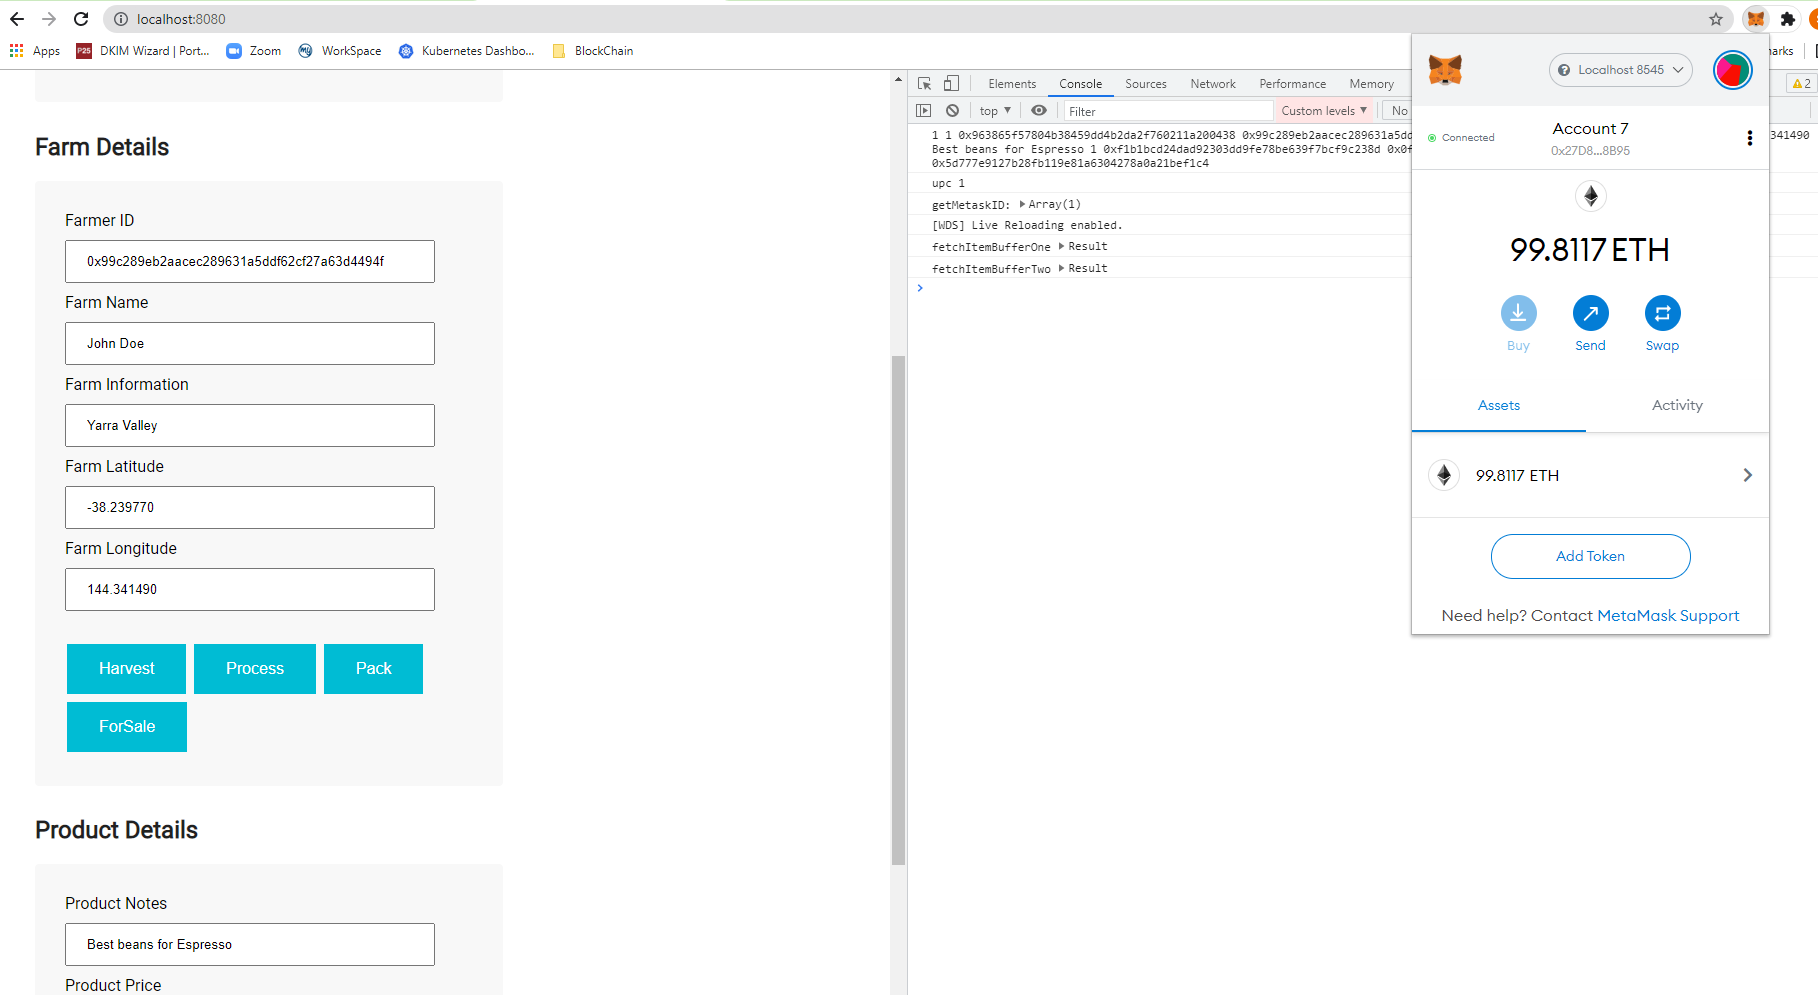 localhost:8080
Apps
DKIM Wizard | Port...
Zoom
WorkSpace
Kubernetes Dashbo...
BlockChain
arks
Farm Details
Farmer ID
0x99c289eb2aacec289631a5ddf62cf27a63d4494f
Farm Name
John Doe
Farm Information
Yarra Valley
Farm Latitude
-38.239770
Farm Longitude
144.341490
Harvest
Process
Pack
ForSale
Product Details
Product Notes
Best beans for Espresso
Product Price
Elements
Console
Sources
Network
Performance
Memory
2
top
Filter
Custom levels
No
1 1 0x963865f57804b38459dd4b2da2f760211a200438 0x99c289eb2aacec289631a5dd
341490
Best beans for Espresso 1 0xf1b1bcd24dad92303dd9fe78be639f7bcf9c238d 0x0f
0x5d777e9127b28fb119e81a6304278a0a21bef1c4
upc 1
getMetaskID: Array(1)
[WDS] Live Reloading enabled.
fetchItemBufferOne Result
fetchItemBufferTwo Result
Localhost 8545
Connected
Account 7
0x27D8...8B95
99.8117 ETH
Buy
Send
Swap
Assets
Activity
99.8117 ETH
Add Token
Need help? Contact MetaMask Support